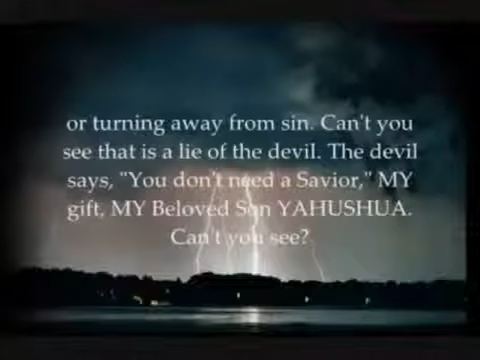 or turning away from sin. Can't you
see that is a lie of the devil. The devil
says, "You don't need a Savior," MY
gift, MY Beloved Son YAHUSHUA.
Can't you see?